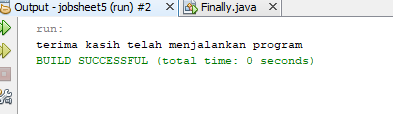 Output - jobsheet5 (run) #2 Finally.java
run:
terima kasih telah menjalankan program
BUILD SUCCESSFUL (total time: 0 seconds)